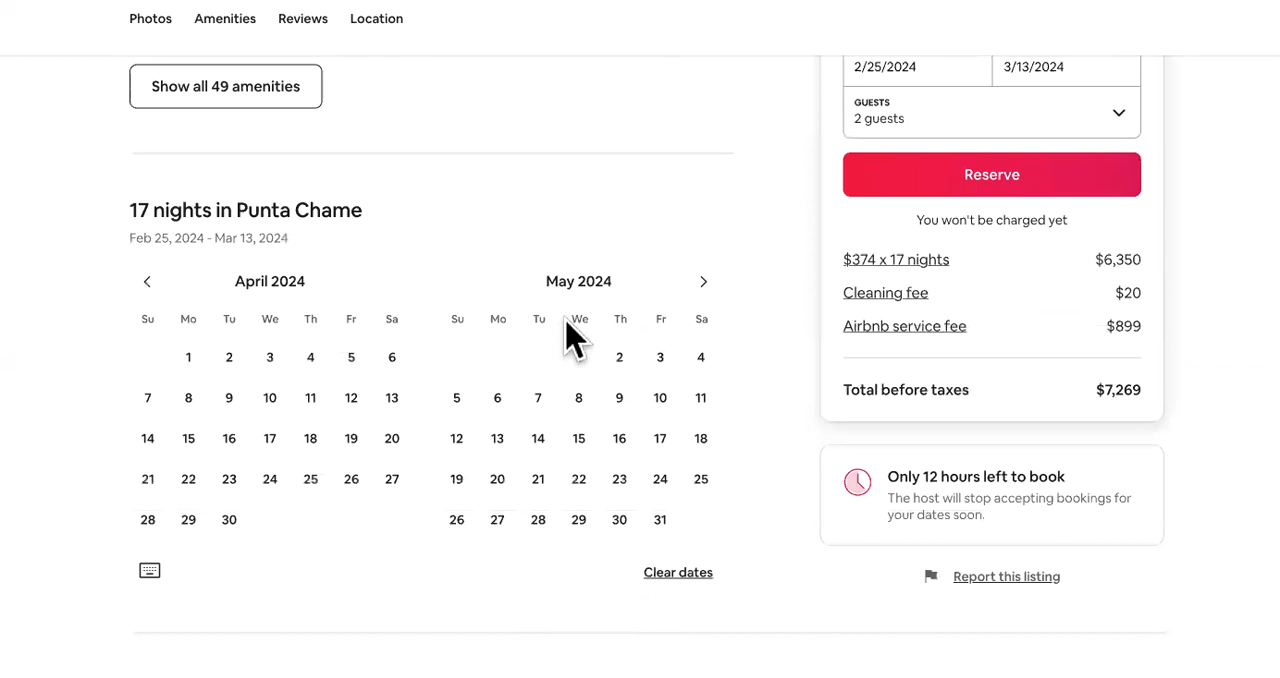 Photos Amenities Reviews Location
Show all 49 amenities
17 nights in Punta Chame
Feb 25, 2024 - Mar 13, 2024
April 2024
Su Mo Tu We Th Fr Sa
1 2 3 4 5 6
7 8 9 10 11 12 13
14 15 16 17 18 19 20
21 22 23 24 25 26 27
28 29 30
May 2024
Su Mo Tu We Th Fr Sa
2 3 4
5 6 7 8 9 10 11
12 13 14 15 16 17 18
19 20 21 22 23 24 25
26 27 28 29 30 31
Clear dates
2/25/2024 3/13/2024
GUESTS
2 guests
Reserve
You won't be charged yet
$374 x 17 nights $6,350
Cleaning fee $20
Airbnb service fee $899
Total before taxes $7,269
Only 12 hours left to book
The host will stop accepting bookings for
your dates soon.
Report this listing